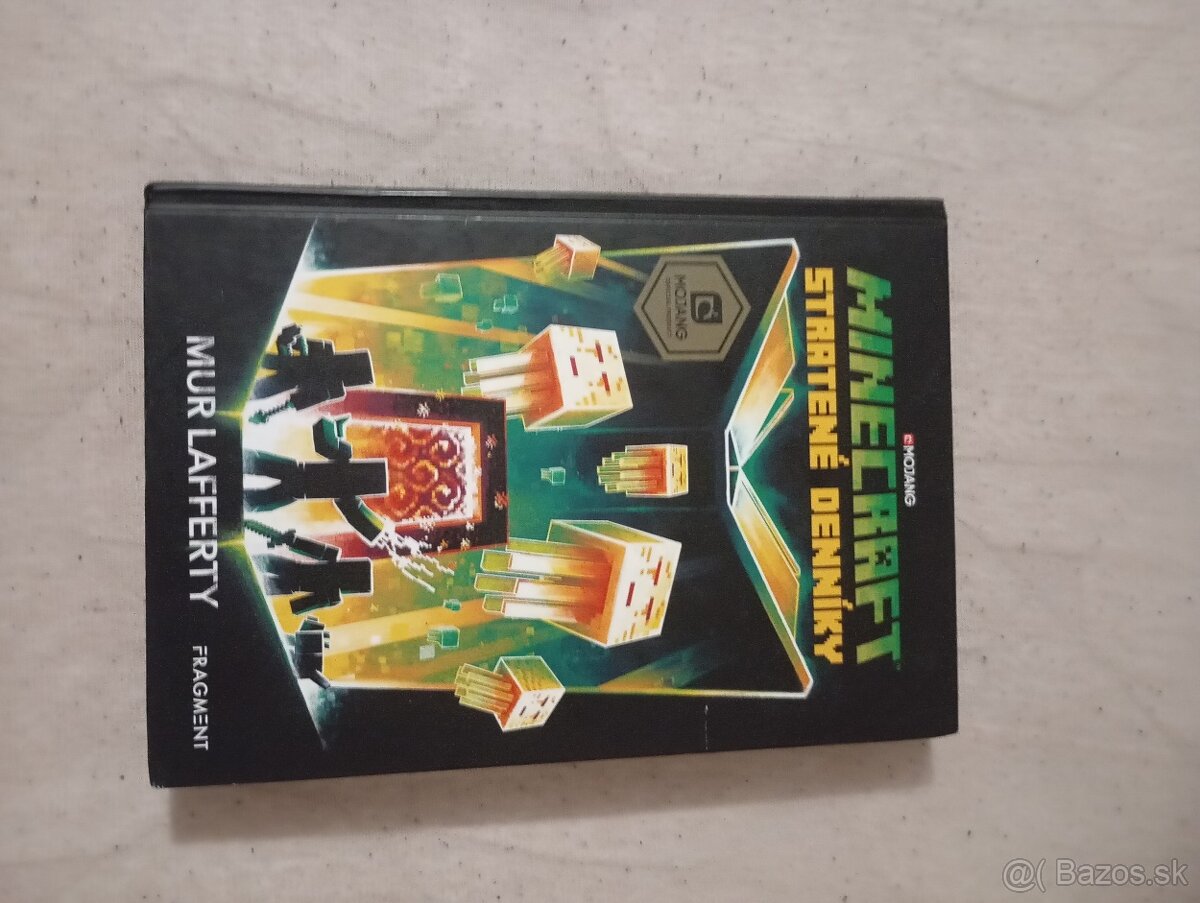 MOJANG
MINECRAFT
STRATENÉ DENNÍKY
MOJANG
MUR LAFFERTY
FRAGMENT
@( Bazos.sk